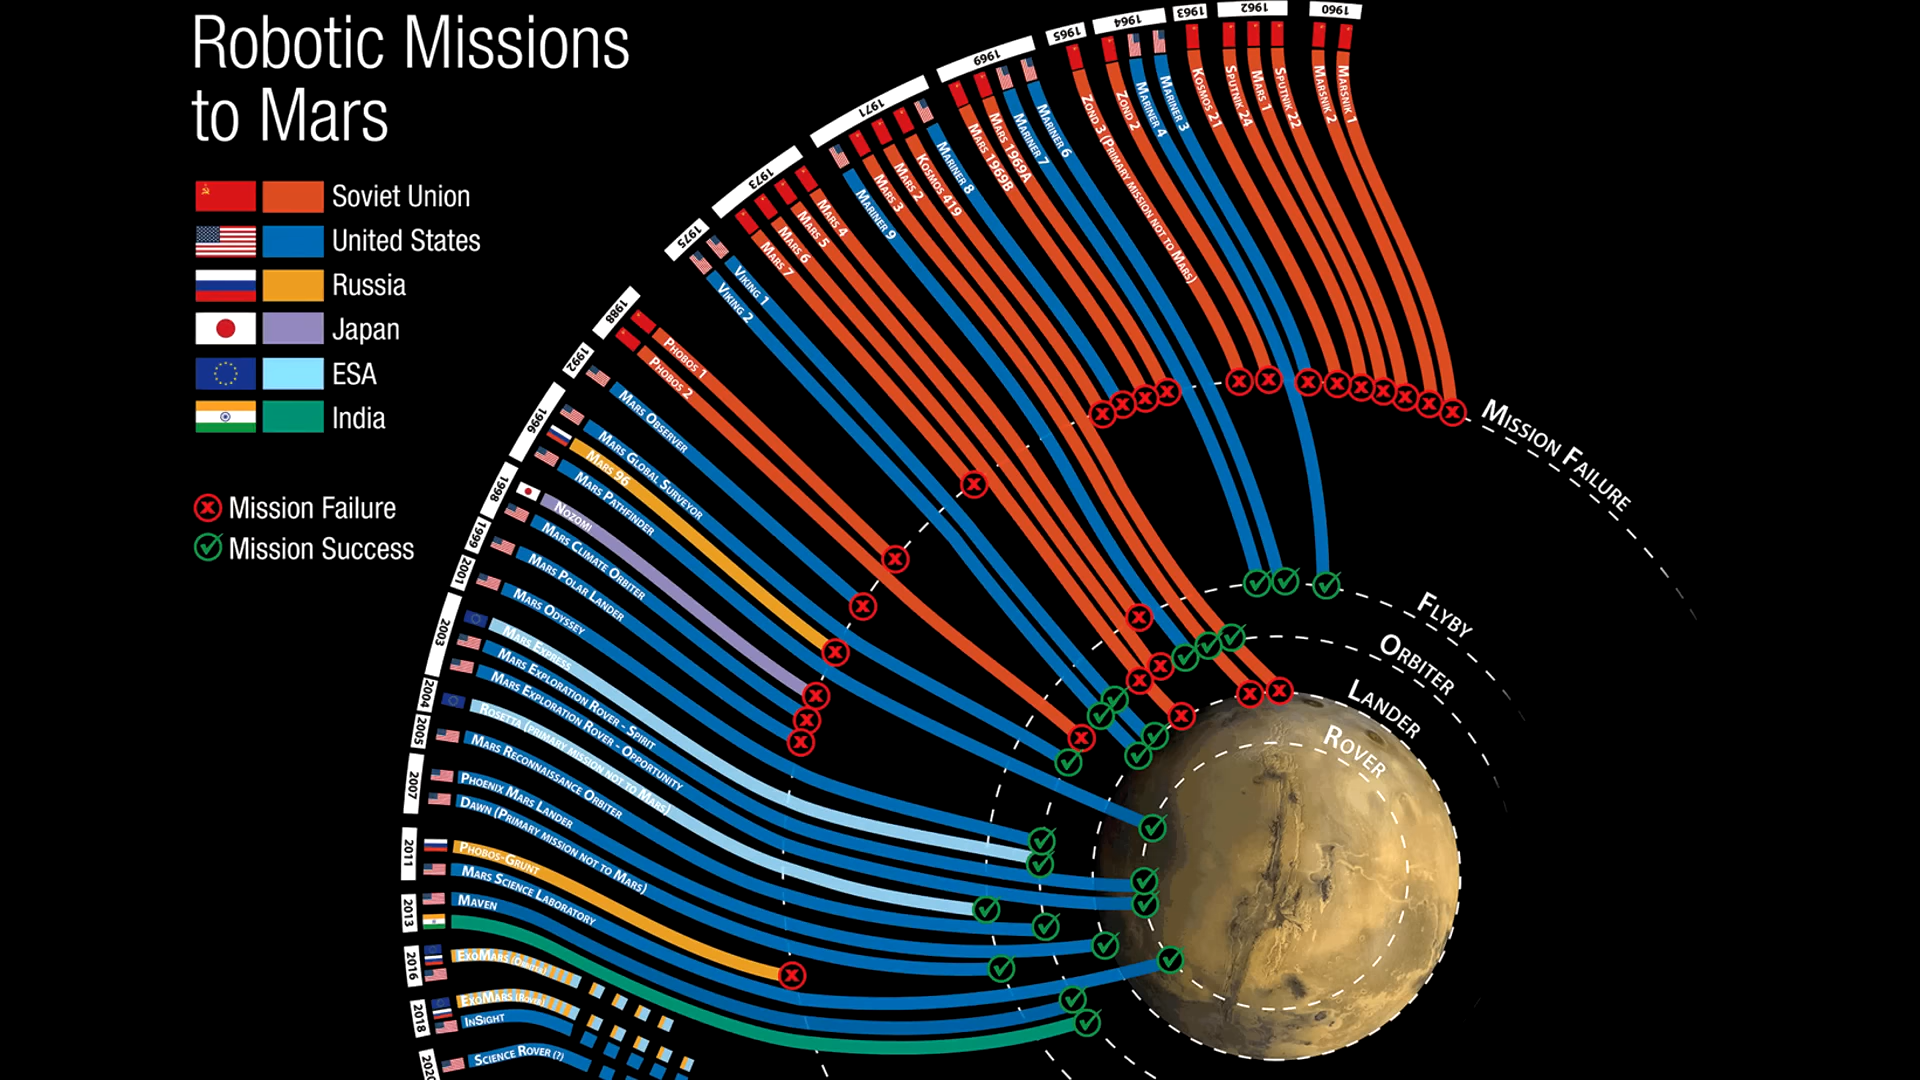 Robotic Missions
to Mars
Soviet Union
United States
Russia
Japan
ESA
India
Mission Failure
Mission Success
1960
1962
1963
1964
1965
1969
1971
1973
1975
1988
1992
1996
1998
1999
2001
2003
2004
2005
2007
2011
2013
2016
2018
2020
Marsnik 1
Marsnik 2
Sputnik 22
Mars 1
Sputnik 24
Kosmos 21
Mariner 3
Mariner 4
Zond 2
Zond 3 (Primary mission not to Mars)
Mariner 6
Mariner 7
Mars 1969A
Mars 1969B
Mariner 8
Kosmos 419
Mars 2
Mars 3
Mariner 9
Mars 4
Mars 5
Mars 6
Mars 7
Viking 1
Viking 2
Phobos 1
Phobos 2
Mars Observer
Mars Global Surveyor
Mars 96
Mars Pathfinder
Nozomi
Mars Climate Orbiter
Mars Polar Lander
Mars Odyssey
Mars Express
Mars Exploration Rover - Spirit
Mars Exploration Rover - Opportunity
Rosetta (primary mission not to Mars)
Mars Reconnaissance Orbiter
Phoenix Mars Lander
Dawn (Primary mission not to Mars)
Phobos-Grunt
Mars Science Laboratory
Maven
ExoMars (Orbiter)
ExoMars (Rover)
InSight
Science Rover (?)
Mission Failure
Flyby
Orbiter
Lander
Rover